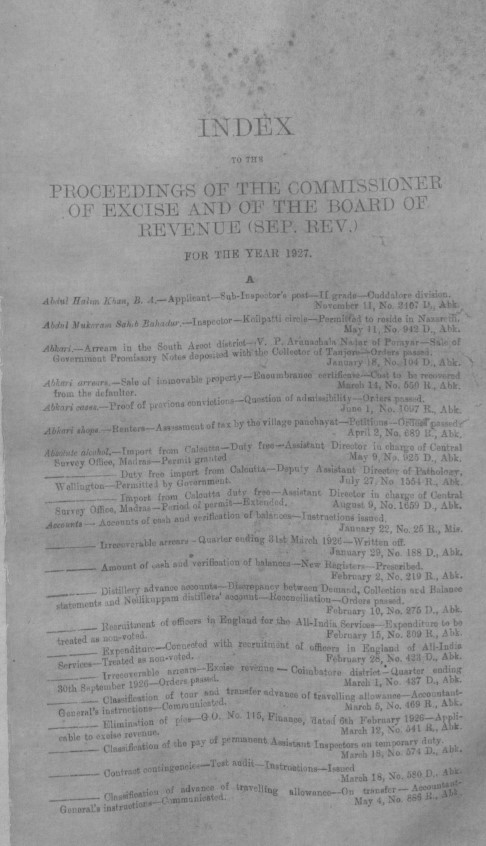 INDEX
TO THE
PROCEEDINGS OF THE COMMISSIONER
OF EXCISE AND OF THE BOARD OF
REVENUE (SEP. REV.)
FOR THE YEAR 1927.
A
Abdul Halim Khan, B. A.—Applicant—Sub-Inspector's post—II grade—Cuddalore division.
November 11, No. 2167 D., Abk.
Abdul Mukaram Sahib Bahadur.—Inspector—Kalpatti circle—Permitted to reside in Nazareth.
May 11, No. 942 D., Abk.
Abkari.—Arrears in the South Arcot district—V. P. Arunachala Nadar of Porayar—Sale of
Government Promissory Notes deposited with the Collector of Tanjore—Orders passed.
January 18, No. 104 D., Abk.
Abkari arrears.—Sale of immovable property—Encumbrance certificate—Cost to be recovered
from the defaulter. March 14, No. 550 R., Abk.
Abkari cases.—Proof of previous convictions—Question of admissibility—Orders passed.
June 1, No. 1097 R., Abk.
Abkari shops.—Renters—Assessment of tax by the village panchayat—Petitions—Orders passed.
April 2, No. 689 R., Abk.
Absolute alcohol,—Import from Calcutta—Duty free—Assistant Director in charge of Central
Survey Office, Madras—Permit granted. May 9, No. 925 D., Abk.
——— Duty free import from Calcutta—Deputy Assistant Director of Pathology,
Wellington—Permitted by Government. July 27, No. 1554 R., Abk.
——— Import from Calcutta duty free—Assistant Director in charge of Central
Survey Office, Madras—Period of permit—Extended. August 9, No. 1659 D., Abk.
Accounts.—Accounts of cash and verification of balances—Instructions issued.
January 22, No. 25 R., Mis.
——— Irrecoverable arrears—Quarter ending 31st March 1926—Written off.
January 29, No. 188 D., Abk.
——— Amount of cash and verification of balances—New Registers—Prescribed.
February 2, No. 219 R., Abk.
——— Distillery advance accounts—Discrepancy between Demand, Collection and Balance
statements and Nellikuppam distillers' account—Reconciliation—Orders passed.
February 10, No. 275 D., Abk.
——— Recruitment of officers in England for the All-India Services—Expenditure to be
treated as non-voted. February 15, No. 309 R., Abk.
——— Expenditure—Connected with recruitment of officers in England of All-India
Services—Treated as non-voted. February 26, No. 423 D., Abk.
——— Irrecoverable arrears—Excise revenue—Coimbatore district—Quarter ending
30th September 1926—Orders passed. March 1, No. 437 D., Abk.
——— Classification of tour and transfer advance of travelling allowance—Accountant-
General's instructions—Communicated. March 5, No. 469 R., Abk.
——— Elimination of pies—G.O. No. 115, Finance, dated 6th February 1926—Appli-
cable to excise revenue. March 12, No. 541 R., Abk.
——— Classification of the pay of permanent Assistant Inspectors on temporary duty.
March 16, No. 574 D., Abk.
——— Contract contingencies—Test audit—Instructions—Issued.
March 18, No. 580 D., Abk.
——— Classification of advance of travelling allowance—On transfer—Accountant-
General's instructions—Communicated. May 4, No. 888 R., Abk.